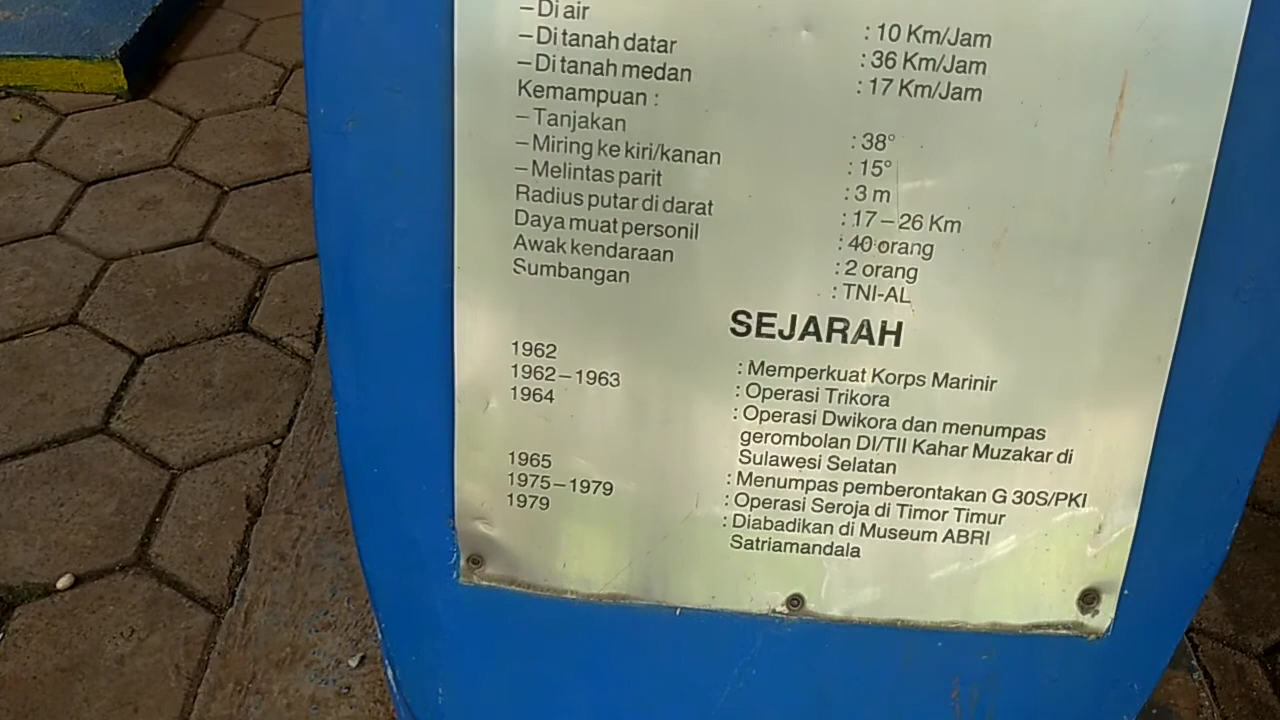 – Di air : 10 Km/Jam
– Di tanah datar : 36 Km/Jam
– Di tanah medan : 17 Km/Jam
Kemampuan :
– Tanjakan : 38°
– Miring ke kiri/kanan : 15°
– Melintas parit : 3 m
Radius putar di darat : 17 – 26 Km
Daya muat personil : 40 orang
Awak kendaraan : 2 orang
Sumbangan : TNI-AL
SEJARAH
1962 : Memperkuat Korps Marinir
1962 – 1963 : Operasi Trikora
1964 : Operasi Dwikora dan menumpas
gerombolan DI/TII Kahar Muzakar di
Sulawesi Selatan
1965 : Menumpas pemberontakan G 30S/PKI
1975 – 1979 : Operasi Seroja di Timor Timur
1979 : Diabadikan di Museum ABRI
Satriamandala